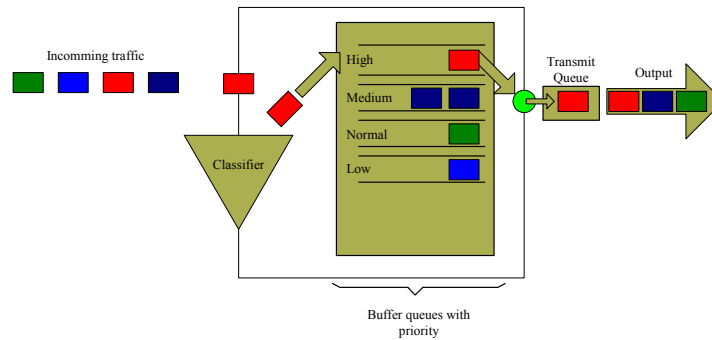 Incomming traffic
High
Medium
Normal
Low
Classifier
Transmit
Queue
Output
Buffer queues with
priority